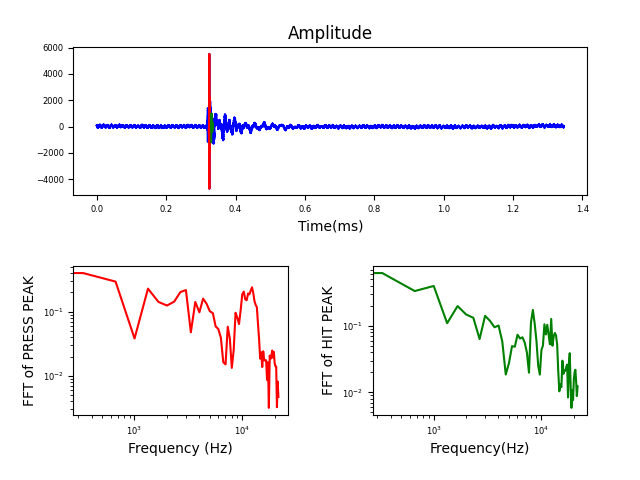 Amplitude
6000
4000
2000
0
−2000
−4000
0.0 0.2 0.4 0.6 0.8 1.0 1.2 1.4
Time(ms)
FFT of PRESS PEAK
10⁻¹
10⁻²
10³ 10⁴
Frequency (Hz)
FFT of HIT PEAK
10⁻¹
10⁻²
10³ 10⁴
Frequency(Hz)